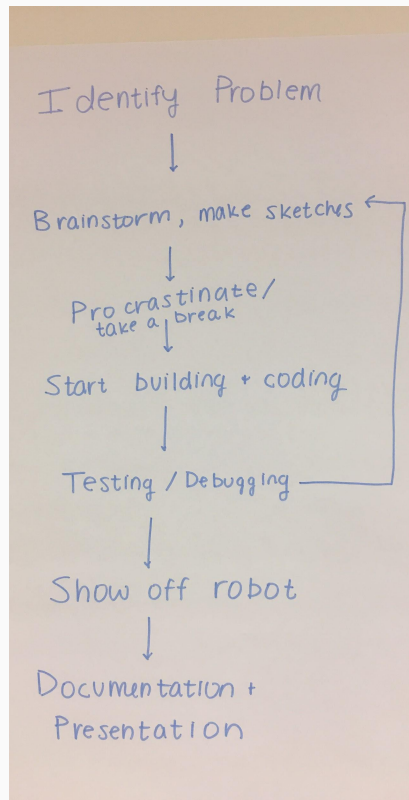 Identify Problem
Brainstorm, make sketches
Procrastinate/
take a break
Start building + coding
Testing / Debugging
Show off robot
Documentation +
Presentation